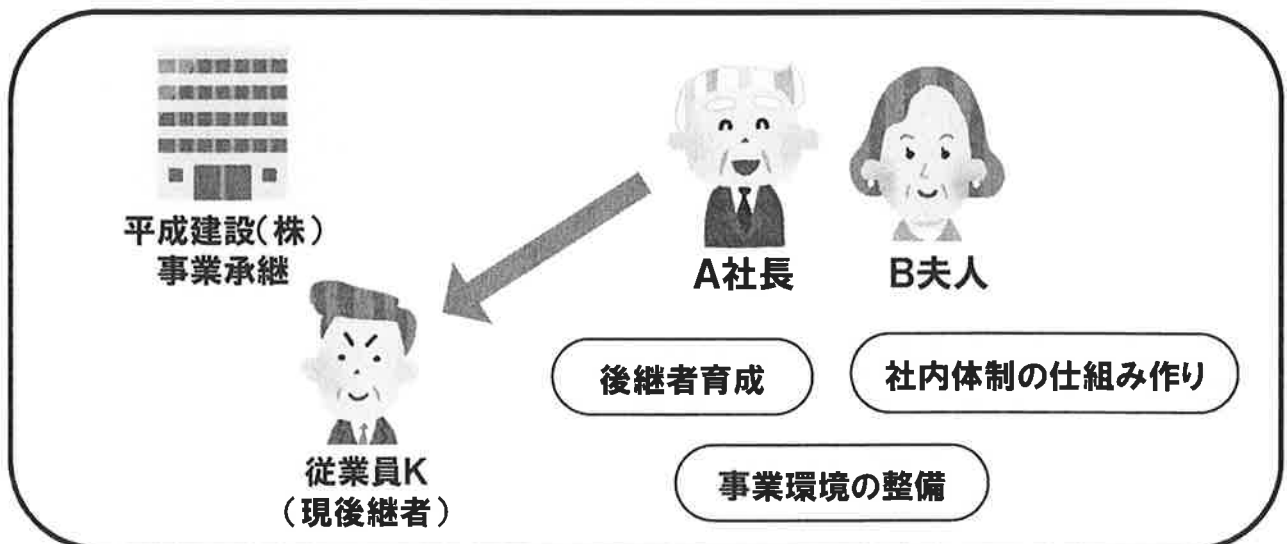 平成建設(株)
事業承継
A社長
B夫人
従業員K
(現後継者)
後継者育成
社内体制の仕組み作り
事業環境の整備